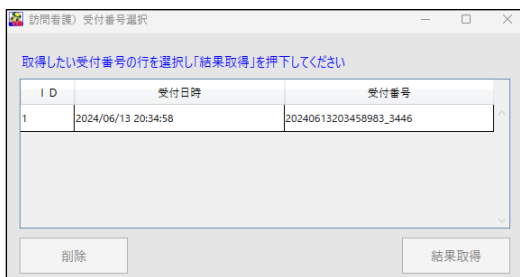 訪問看護）受付番号選択
取得したい受付番号の行を選択し「結果取得」を押下してください
ＩＤ 受付日時 受付番号
1 2024/06/13 20:34:58 20240613203458983_3446
削除 結果取得